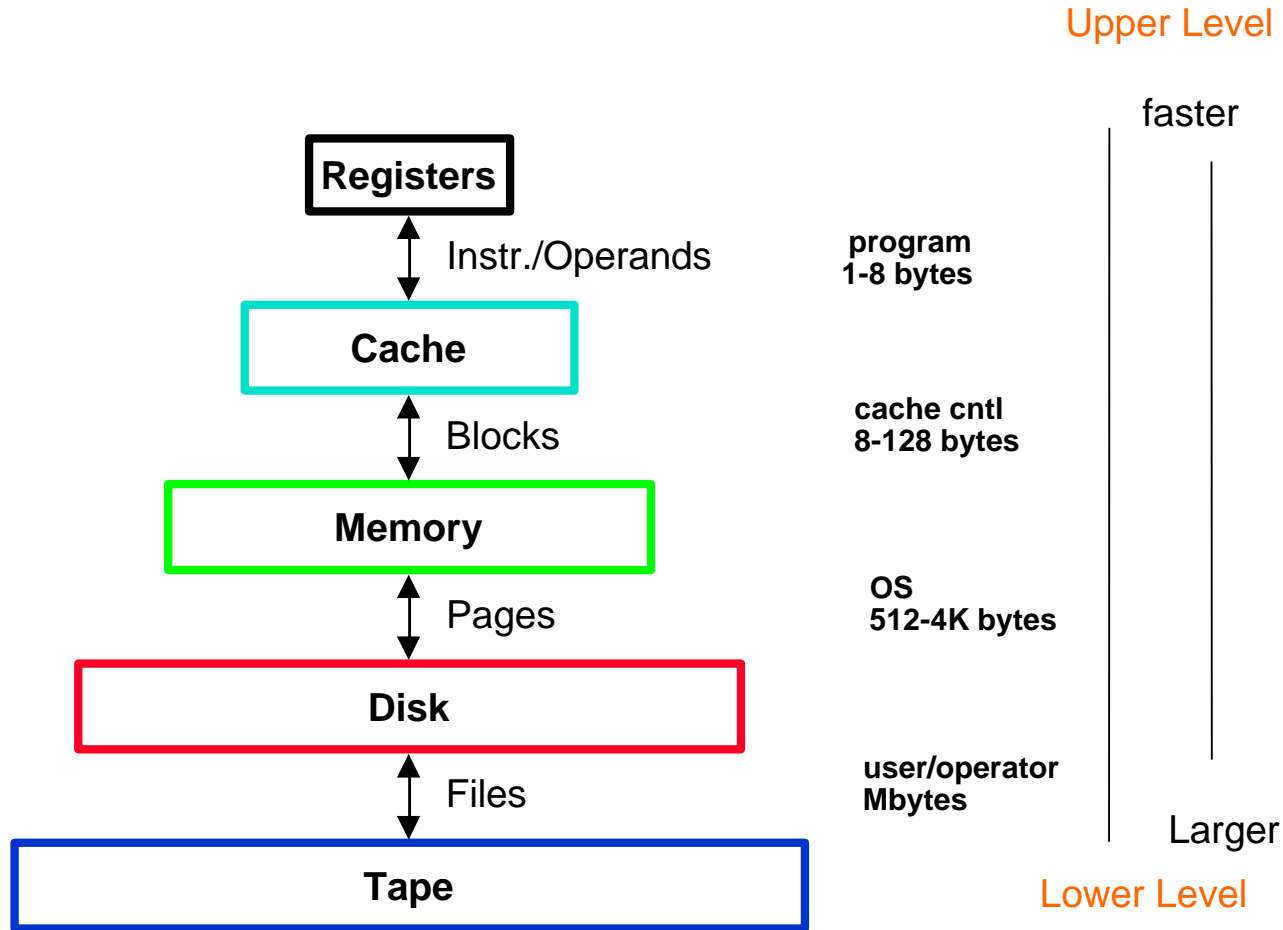 Upper Level
faster
Registers
Instr./Operands
program
1-8 bytes
Cache
Blocks
cache cntl
8-128 bytes
Memory
Pages
OS
512-4K bytes
Disk
Files
user/operator
Mbytes
Larger
Tape
Lower Level